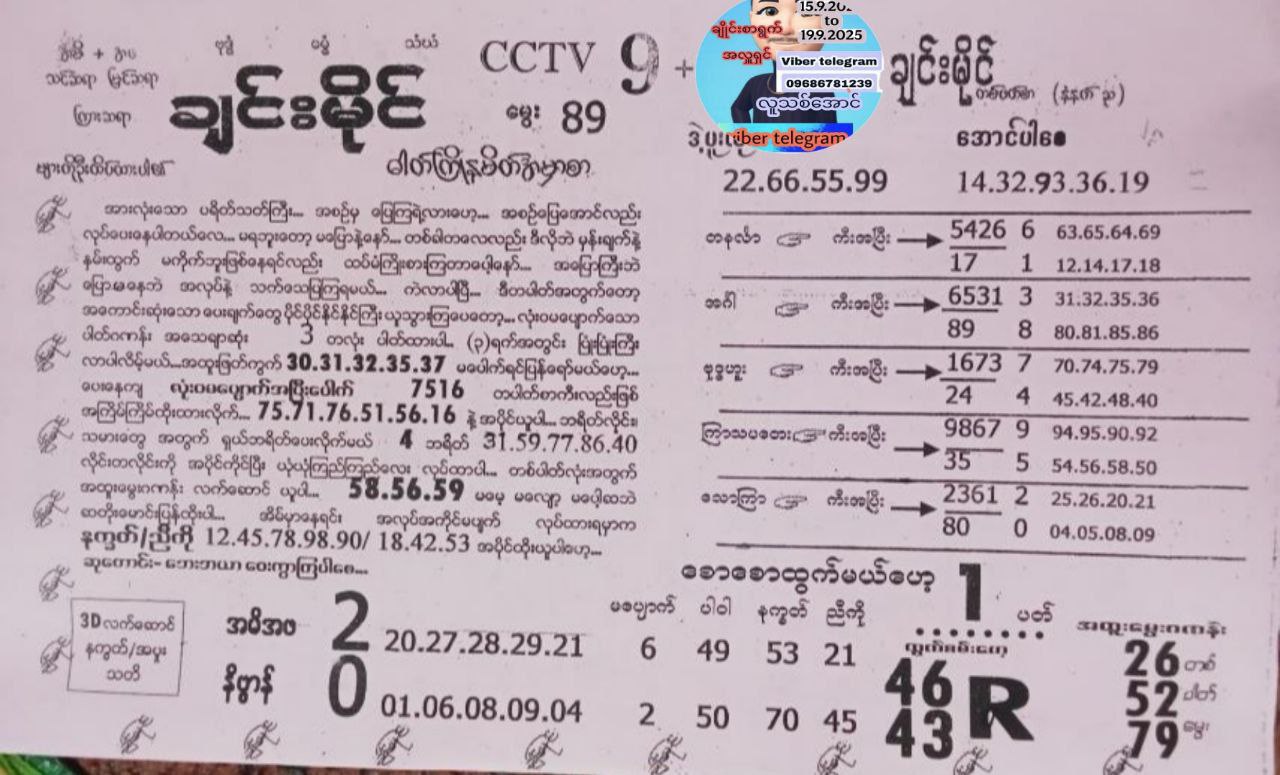 ဗုဒ္ဓံ ဓမ္မံ သံဃံ
သင်ဆရာ မြင်ဆရာ
ကြားဆရာ
ချင်းမိုင်
CCTV 9 +
မွေး 89
ဓါတ်ကြိုးနှမိတ်ဒွါမှာစာ
15.9.202
to
19.9.2025
ချိုင်းစာရွက်
အလှူရှင်
Viber telegram
09686781239
လူသစ်အောင်
viber telegram
ချင်းမိုင် တစ်ပတ်စာ
အောင်ပါစေ
22.66.55.99 14.32.93.36.19
အားလုံးသော ပရိတ်သတ်ကြီး... အစဉ်မှ ပြေကြရဲ့လားဟေ့... အစဉ်ပြေအောင်လည်း
လုပ်ပေးနေပါတယ်လေ... မရဘူးတော့ မပြောနဲ့နော်... တစ်ခါတလေလည်း ဒီလိုဘဲ မှန်းရျက်နဲ့
နမ်းထွက် မကိုက်ဘူးဖြစ်နေရင်လည်း ထပ်မံကြိုးစားကြတာပေါ့နော်... အပြောကြီးဘဲ
ပြောမနေဘဲ အလုပ်နဲ့ သက်သေပြကြရမယ်... ကဲလာပါပြီ... ဒီတပါတ်အတွက်တော့
အကောင်းဆုံးသော ပေးရျက်တွေ ပိုင်ပိုင်နိုင်နိုင်ကြီး ယူသွားကြပေတော့... လုံးဝမပျောက်သော
ပါတ်ဂဏန်း အသေရာဆုံး 3 တလုံး ပါတ်ထားပါ.. (၃)ရက်အတွင်း ပြုံးပြုံးကြီး
လာပါလိမ့်မယ်...အထူးဖြတ်ကွက် 30.31.32.35.37 မပေါက်ရင်ပြန်ရော်မယ်ဟေ့...
ပေးနေကျ လုံးဝမပျောက်အပြီးပေါက် 7516 တပါတ်စာကီးလည်းဖြစ်
အကြိမ်ကြိမ်ထိုးထားလိုက်... 75.71.76.51.56.16 နဲ့ အပိုင်ယူပါ... ဘရိတ်လိုင်း၊
သမားတွေ အတွက် ရှယ်ဘရိတ်ပေးလိုက်မယ် 4 ဘရိတ် 31.59.77.86.40
လိုင်းတလိုင်းကို အပိုင်ကိုင်ပြီး ယုံယုံကြည်ကြည်လေး လုပ်ထာပါ... တစ်ပါတ်လုံးအတွက်
အထူးမွေးဂဏန်း လက်ဆောင် ယူပါ... 58.56.59 မမေ့ မလျော့ မပေါ့ဆဘဲ
ဆတိုးမောင်းပြန်ထိုးပါ... အိမ်မှာနေရင်း အလုပ်အကိုင်မပျက် လုပ်ထားရမှာက
နက္ခတ်/ညီကို 12.45.78.98.90/ 18.42.53 အပိုင်ထိုးယူပါဟေ့...
ဆုတောင်း- ဘေးဘယာ ဝေးကွာကြပါစေ...
တနင်္လာ ကီးအပြီး 5426 6 63.65.64.69
17 1 12.14.17.18
အင်္ဂါ ကီးအပြီး 6531 3 31.32.35.36
89 8 80.81.85.86
ဗုဒ္ဓဟူး ကီးအပြီး 1673 7 70.74.75.79
24 4 45.42.48.40
ကြာသပတေး ကီးအပြီး 9867 9 94.95.90.92
35 5 54.56.58.50
သောကြာ ကီးအပြီး 2361 2 25.26.20.21
80 0 04.05.08.09
3D လက်ဆောင်
နက္ခတ်/အပူး
သတိ
အပိအဖ 2 20.27.28.29.21
နိဗ္ဗာန် 0 01.06.08.09.04
စောစောထွက်မယ်ဟေ့ 1 ပတ်
မပျောက် ပါဝါ နက္ခတ် ညီကို
6 49 53 21
2 50 70 45
46 R
43
အထူးမွေးဂဏန်း
26 တစ်
52 ပါတ်
79 မွေး